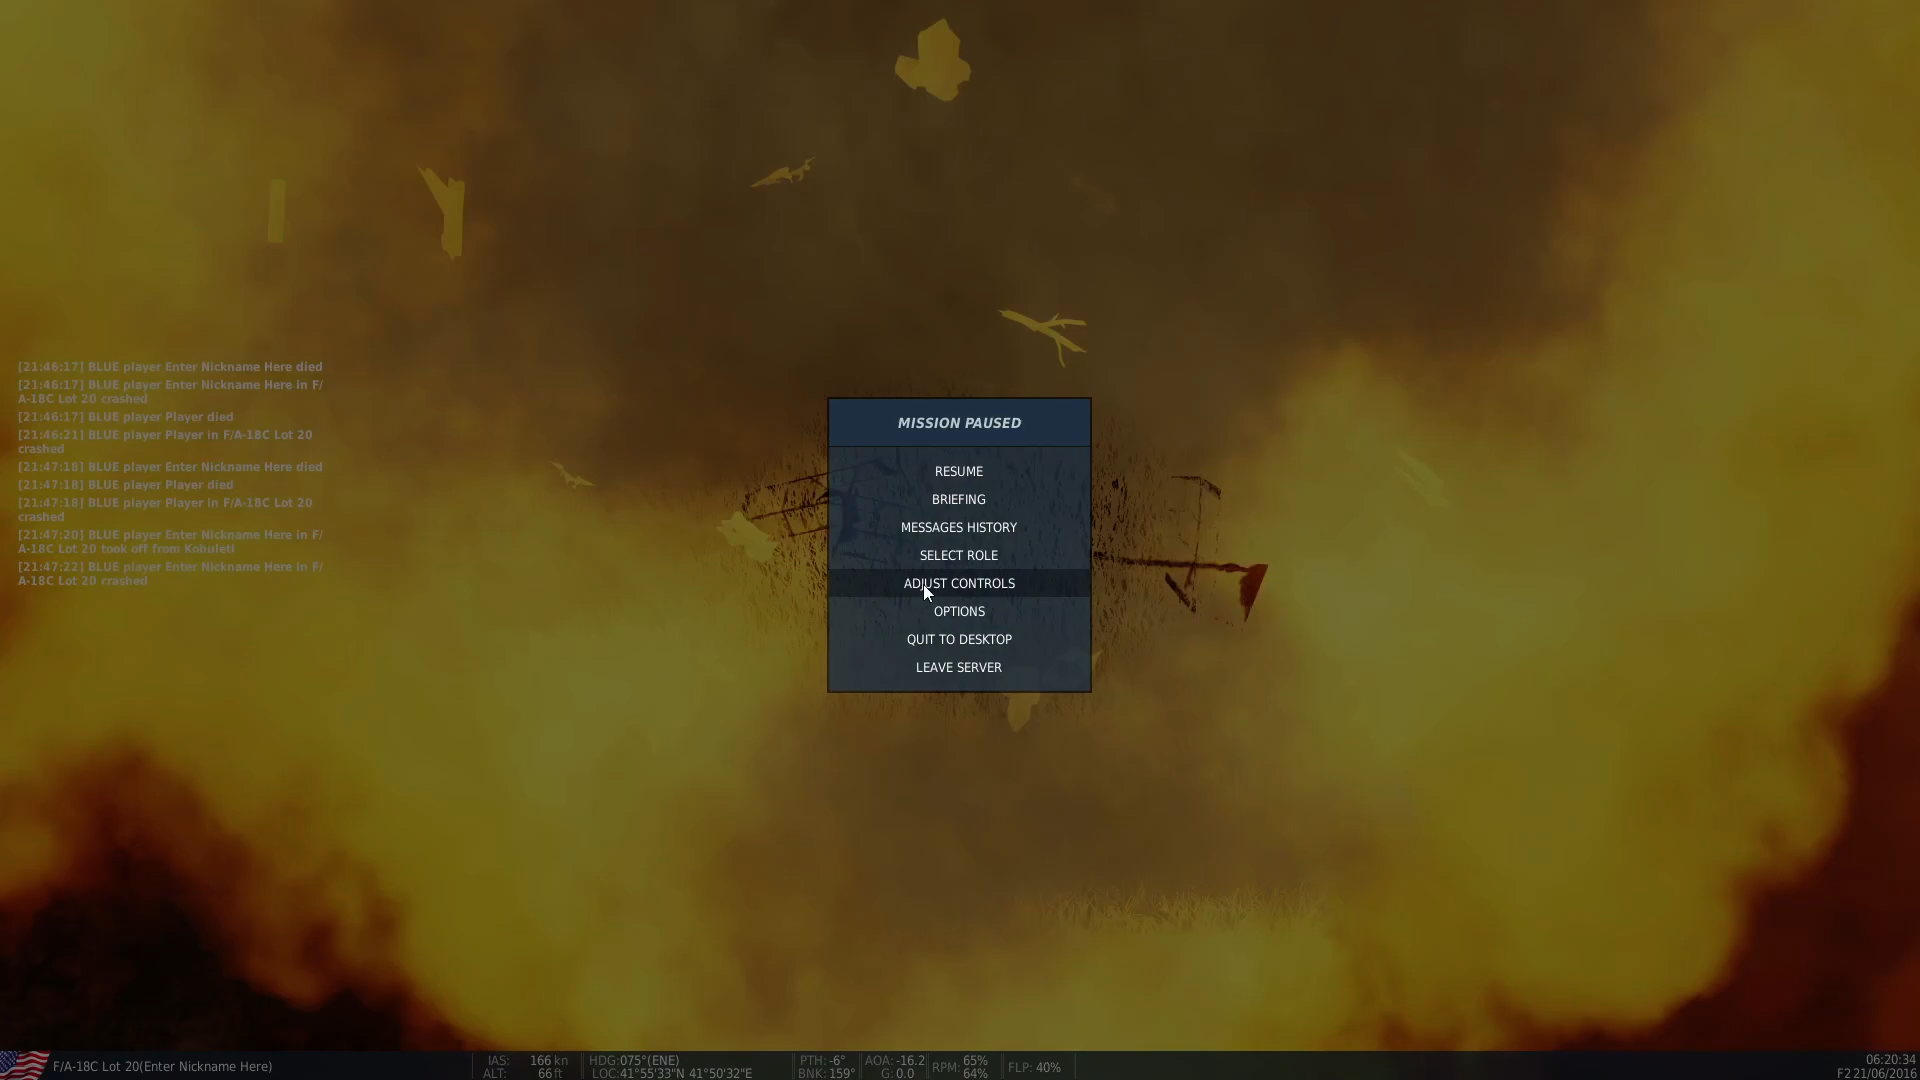 [21:46:17] BLUE player Enter Nickname Here died
[21:46:17] BLUE player Enter Nickname Here in F/
A-18C Lot 20 crashed
[21:46:17] BLUE player Player died
[21:46:21] BLUE player Player in F/A-18C Lot 20
crashed
[21:47:18] BLUE player Enter Nickname Here died
[21:47:18] BLUE player Player died
[21:47:18] BLUE player Player in F/A-18C Lot 20
crashed
[21:47:20] BLUE player Enter Nickname Here in F/
A-18C Lot 20 took off from Kobuleti
[21:47:22] BLUE player Enter Nickname Here in F/
A-18C Lot 20 crashed
MISSION PAUSED
RESUME
BRIEFING
MESSAGES HISTORY
SELECT ROLE
ADJUST CONTROLS
OPTIONS
QUIT TO DESKTOP
LEAVE SERVER
F/A-18C Lot 20(Enter Nickname Here)
IAS: 166 kn
ALT: 66 ft
HDG:075°(ENE)
LOC:41°55'33"N 41°50'32"E
PTH: -6°
BNK: 159°
AOA: -16.2
G: 0.0
RPM: 65%
64%
FLP: 40%
06:20:34
F2 21/06/2016